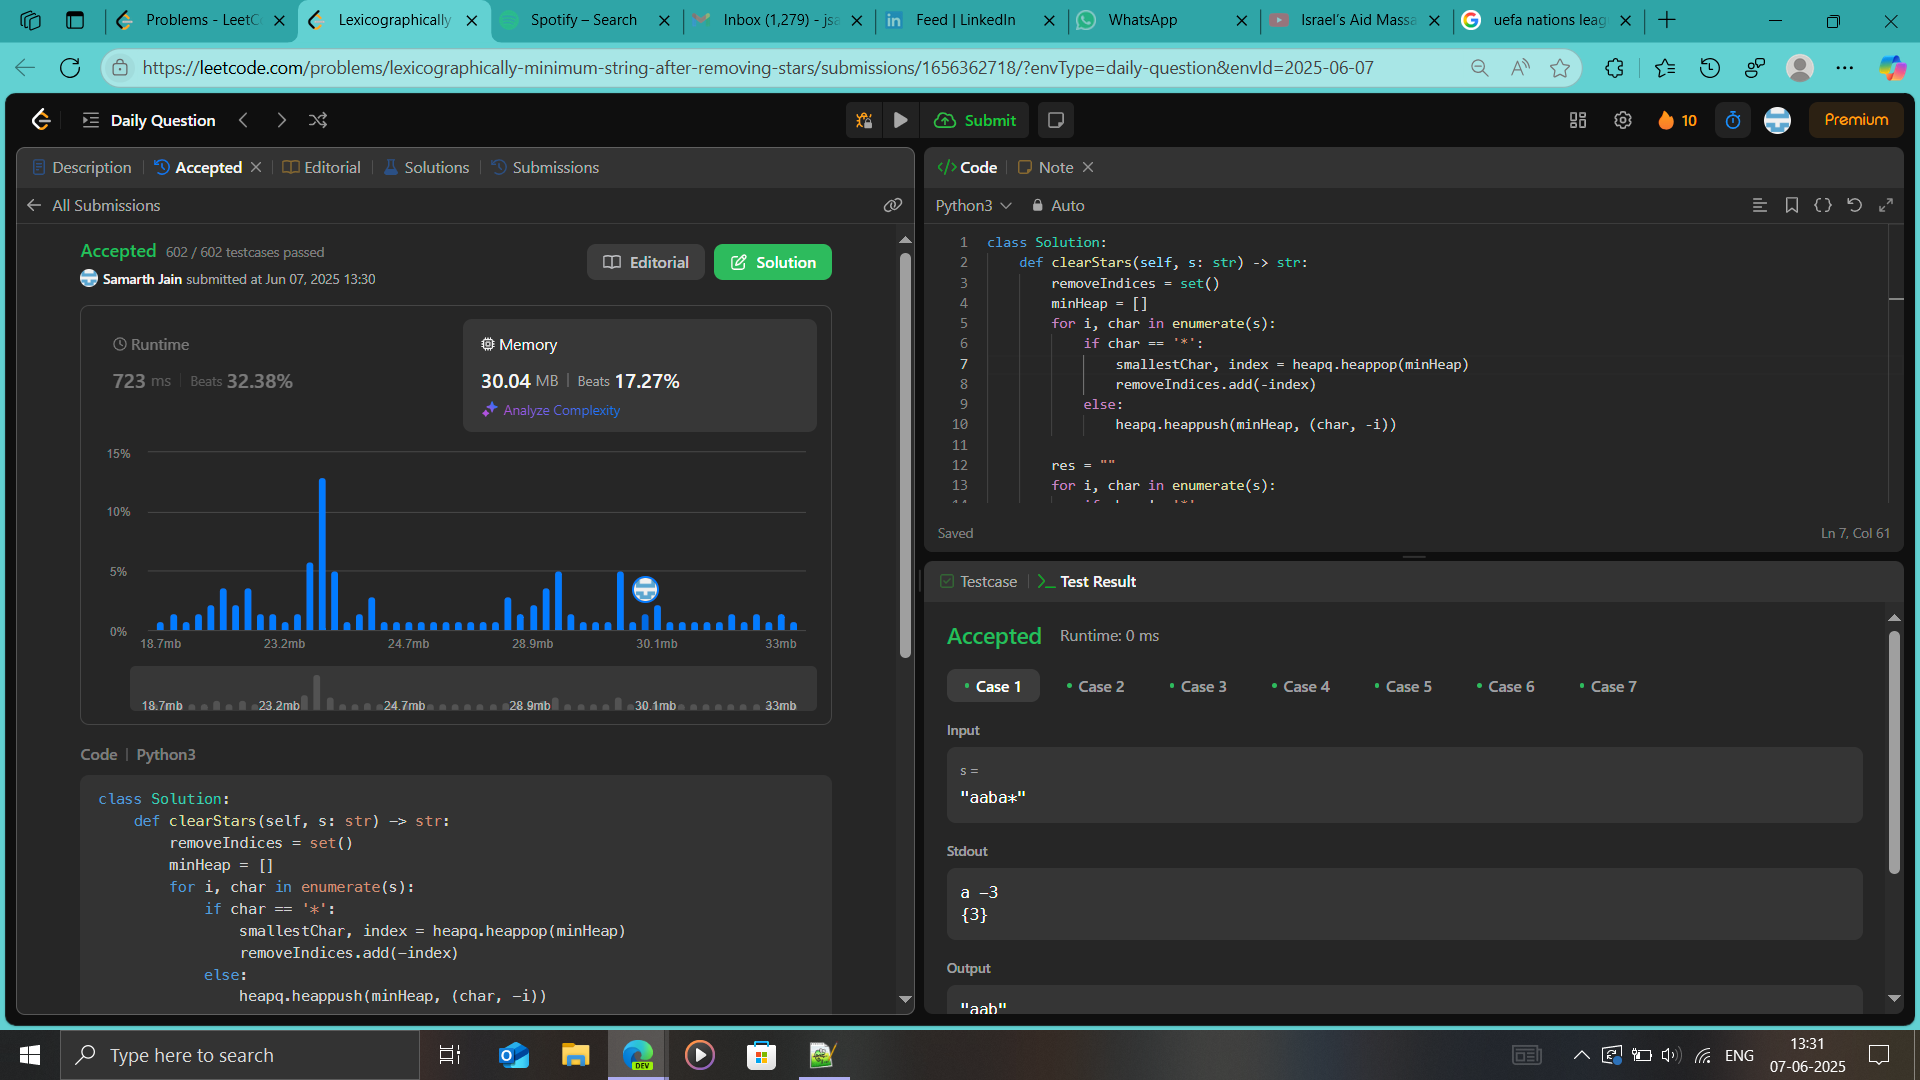 Problems - LeetC
Lexicographically
Spotify – Search
Inbox (1,279) - jsa
Feed | LinkedIn
WhatsApp
Israel's Aid Massa
uefa nations leag
https://leetcode.com/problems/lexicographically-minimum-string-after-removing-stars/submissions/1656362718/?envType=daily-question&envId=2025-06-07
Daily Question
Submit
10
Premium
Description
Accepted
Editorial
Solutions
Submissions
All Submissions
Accepted 602 / 602 testcases passed
Samarth Jain submitted at Jun 07, 2025 13:30
Editorial
Solution
Runtime
723 ms | Beats 32.38%
Memory
30.04 MB | Beats 17.27%
Analyze Complexity
15%
10%
5%
0%
18.7mb 23.2mb 24.7mb 28.9mb 30.1mb 33mb
18.7mb 23.2mb 24.7mb 28.9mb 30.1mb 33mb
Code | Python3
class Solution:
def clearStars(self, s: str) -> str:
removeIndices = set()
minHeap = []
for i, char in enumerate(s):
if char == '*':
smallestChar, index = heapq.heappop(minHeap)
removeIndices.add(-index)
else:
heapq.heappush(minHeap, (char, -i))
</> Code
Note
Python3
Auto
1 class Solution:
2 def clearStars(self, s: str) -> str:
3 removeIndices = set()
4 minHeap = []
5 for i, char in enumerate(s):
6 if char == '*':
7 smallestChar, index = heapq.heappop(minHeap)
8 removeIndices.add(-index)
9 else:
10 heapq.heappush(minHeap, (char, -i))
11
12 res = ""
13 for i, char in enumerate(s):
Saved
Ln 7, Col 61
Testcase
Test Result
Accepted Runtime: 0 ms
Case 1
Case 2
Case 3
Case 4
Case 5
Case 6
Case 7
Input
s =
"aaba*"
Stdout
a -3
{3}
Output
"aab"
Type here to search
DEV
ENG
13:31
07-06-2025